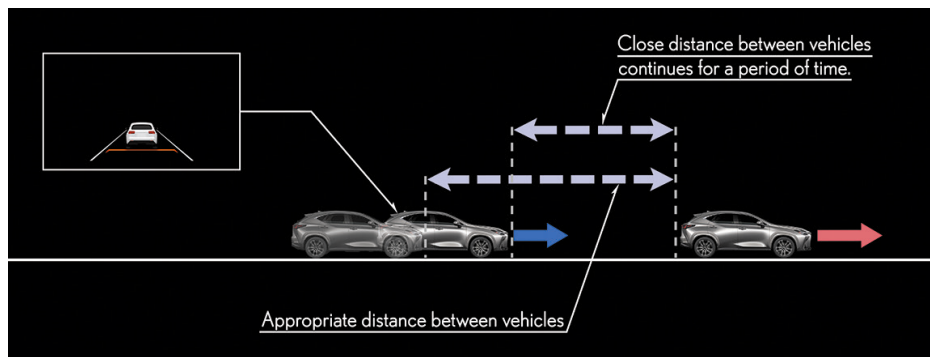 Close distance between vehicles
continues for a period of time.
Appropriate distance between vehicles